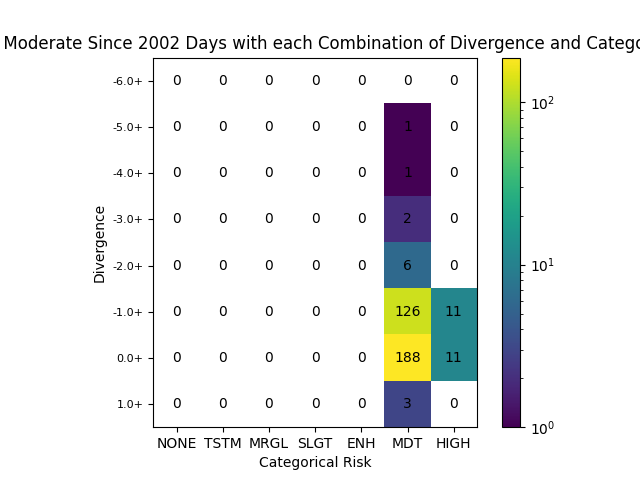 Moderate Since 2002 Days with each Combination of Divergence and Catego
-6.0+ 0 0 0 0 0 0 0
-5.0+ 0 0 0 0 0 1 0
-4.0+ 0 0 0 0 0 1 0
-3.0+ 0 0 0 0 0 2 0
-2.0+ 0 0 0 0 0 6 0
-1.0+ 0 0 0 0 0 126 11
0.0+ 0 0 0 0 0 188 11
1.0+ 0 0 0 0 0 3 0
NONE TSTM MRGL SLGT ENH MDT HIGH
Categorical Risk
Divergence
10²
10¹
10⁰